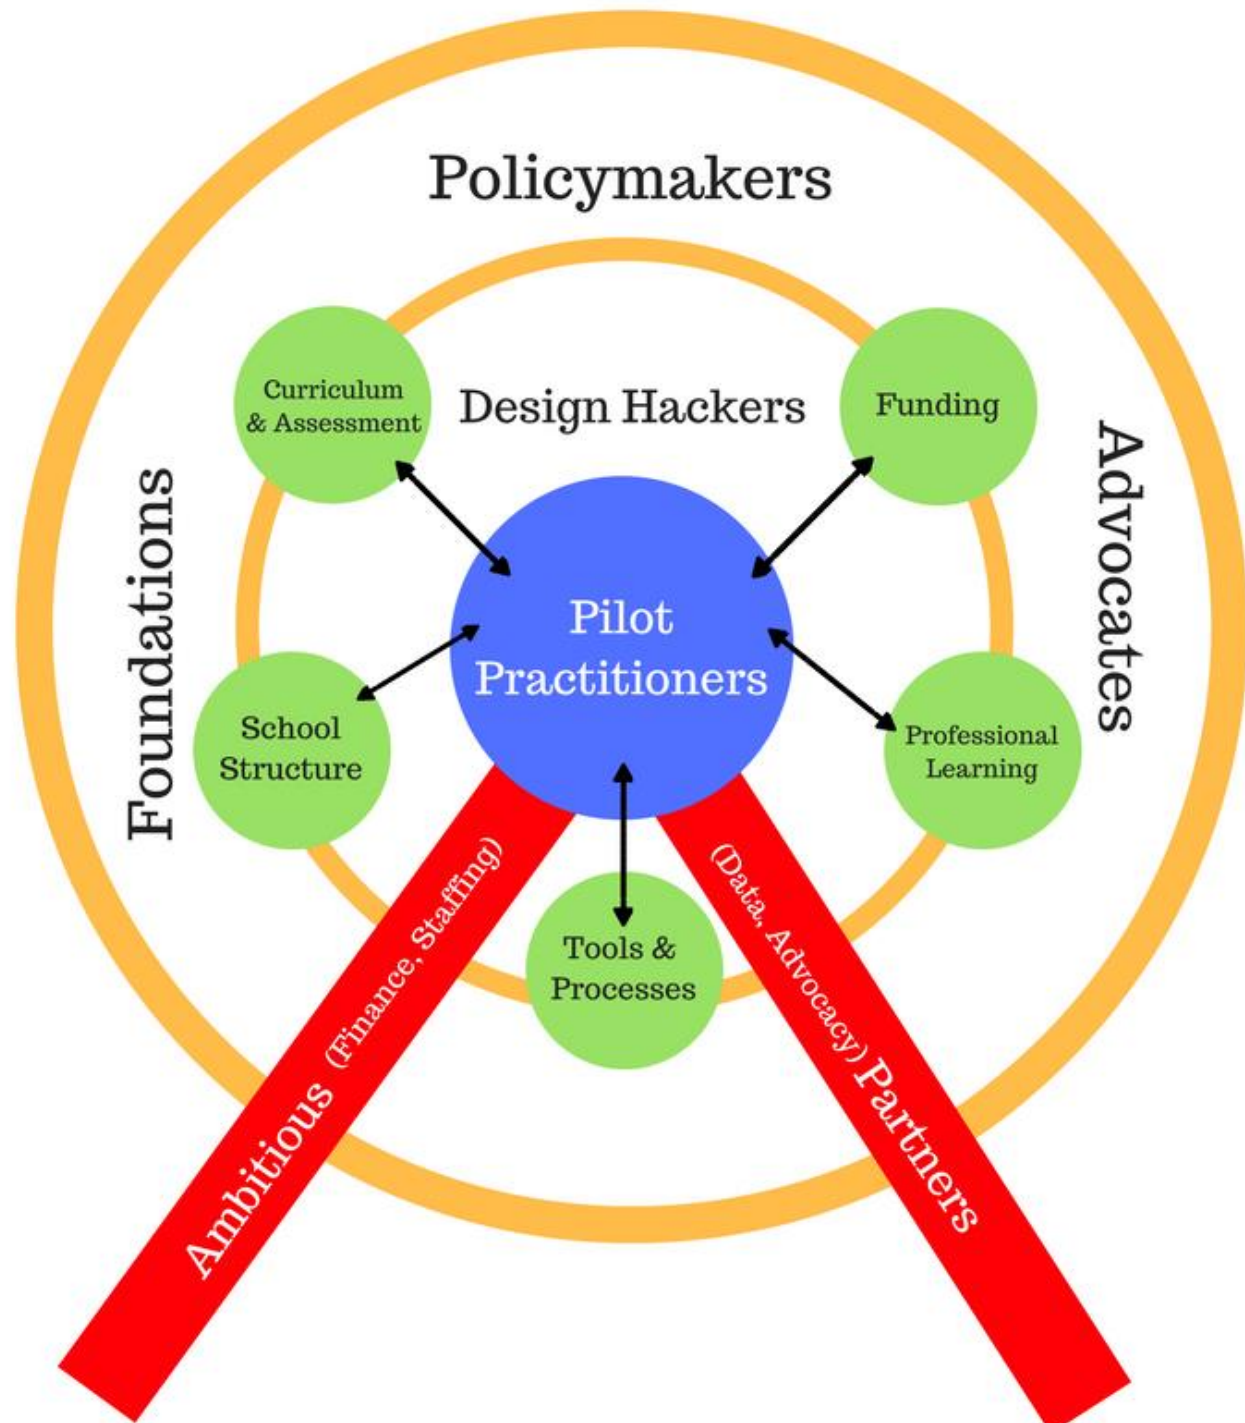 Policymakers
Curriculum
& Assessment
Design Hackers
Funding
Foundations
Advocates
Pilot
Practitioners
School
Structure
Professional
Learning
Tools &
Processes
Ambitious (Finance, Staffing)
(Data, Advocacy) Partners